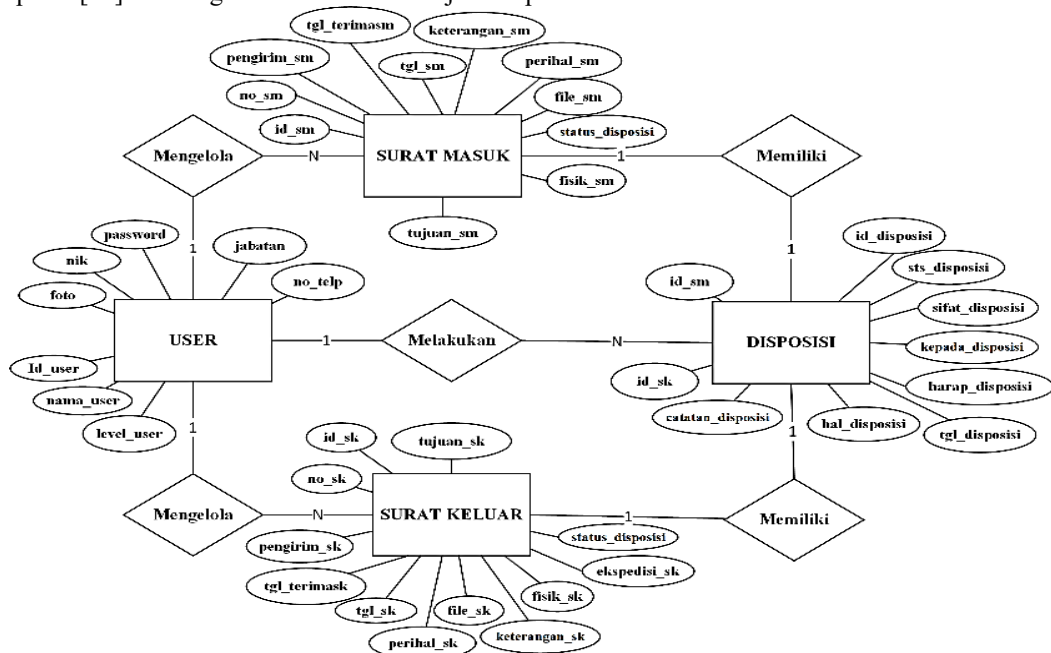 tgl_terimasm
keterangan_sm
pengirim_sm
tgl_sm
perihal_sm
no_sm
file_sm
id_sm
status_disposisi
Mengelola
N
SURAT MASUK
1
Memiliki
fisik_sm
tujuan_sm
password
1
jabatan
1
id_disposisi
nik
no_telp
id_sm
sts_disposisi
foto
sifat_disposisi
USER
1
Melakukan
N
DISPOSISI
kepada_disposisi
Id_user
id_sk
harap_disposisi
nama_user
catatan_disposisi
hal_disposisi
tgl_disposisi
level_user
1
1
id_sk
tujuan_sk
no_sk
Mengelola
N
SURAT KELUAR
1
Memiliki
status_disposisi
pengirim_sk
ekspedisi_sk
tgl_terimask
fisik_sk
tgl_sk
file_sk
keterangan_sk
perihal_sk